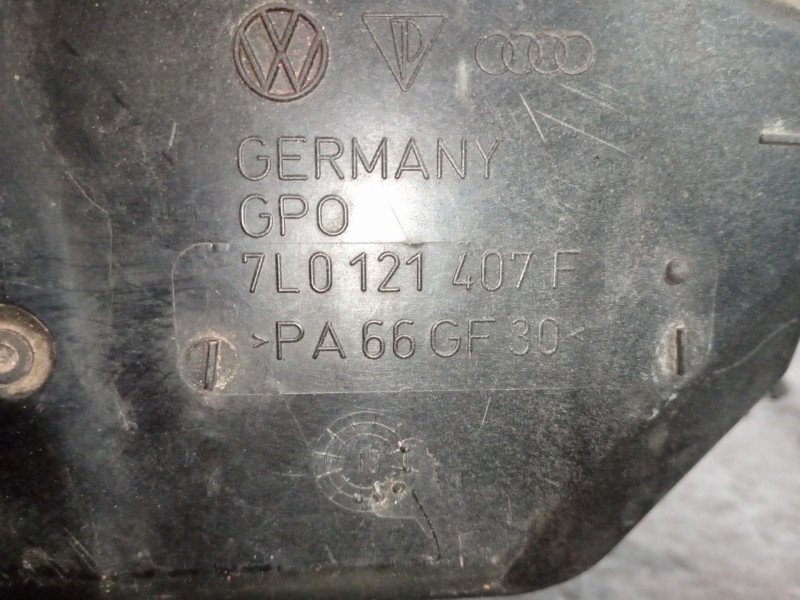 GERMANY
GPO
7L0 121 407 F
>PA 66 GF 30<